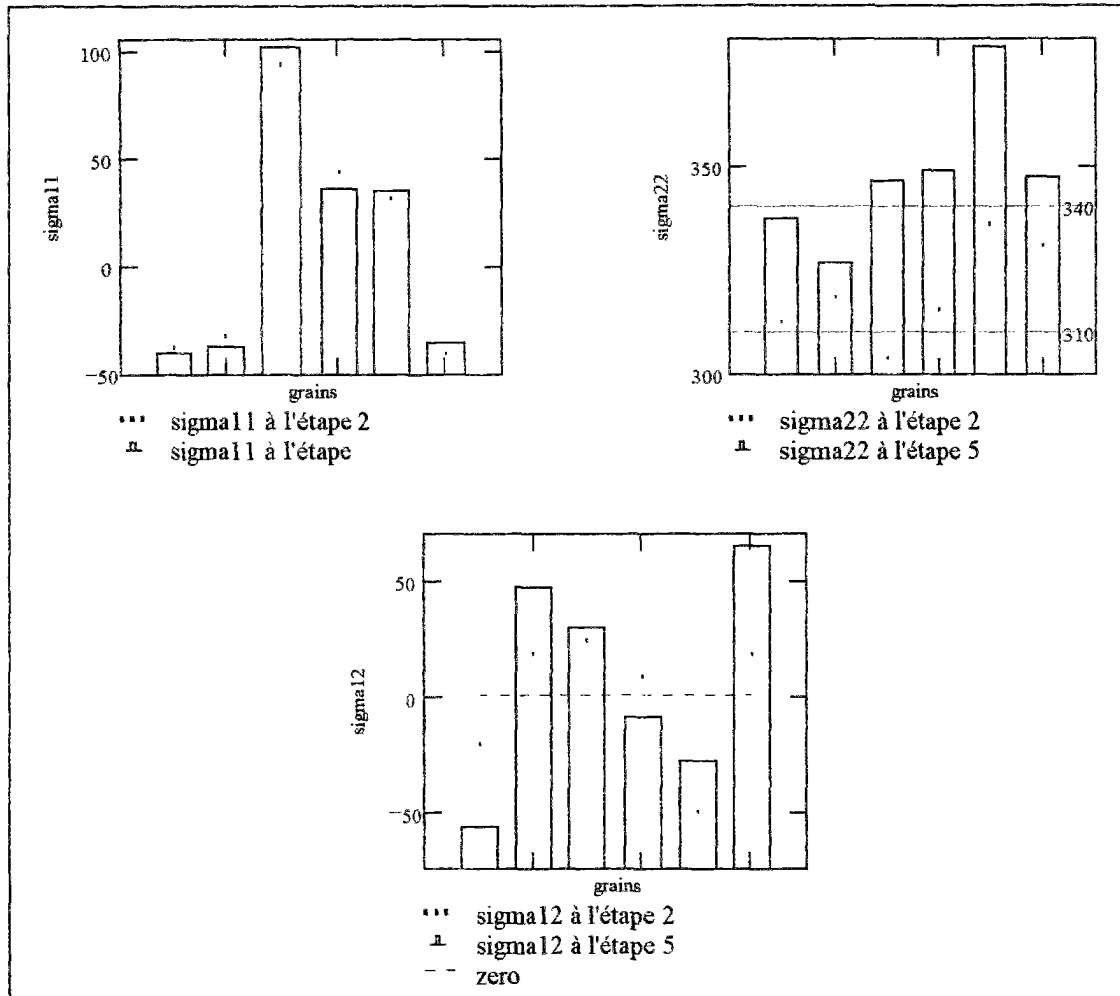 100
50
0
−50
sigma11
grains
sigma11 à l'étape 2
sigma11 à l'étape
350
300
340
310
sigma22
grains
sigma22 à l'étape 2
sigma22 à l'étape 5
50
0
−50
sigma12
grains
sigma12 à l'étape 2
sigma12 à l'étape 5
zero